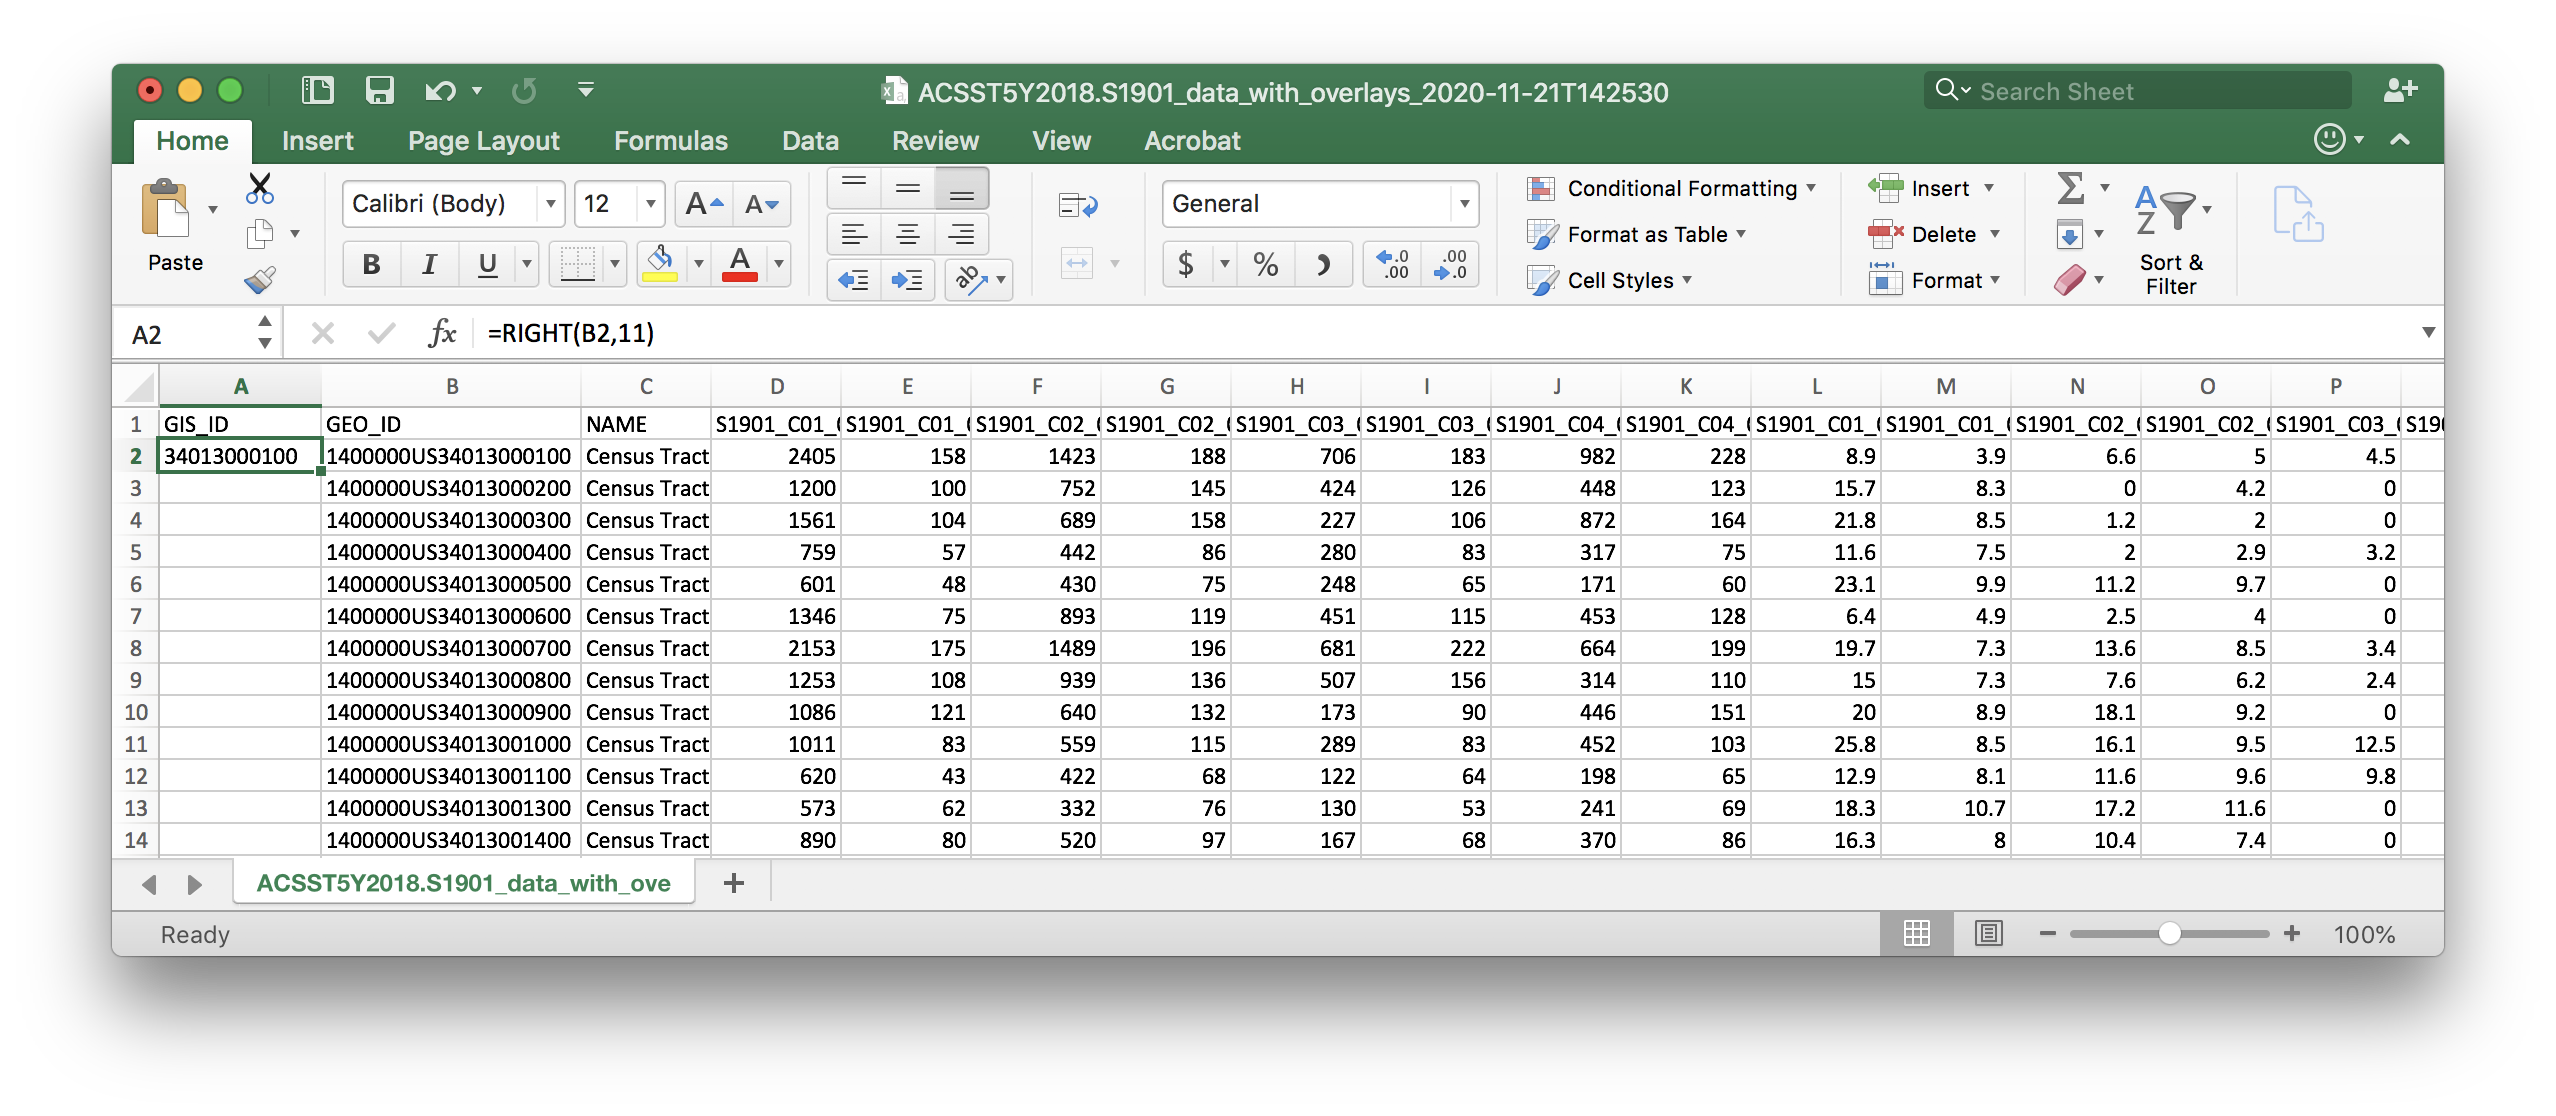 ACSST5Y2018.S1901_data_with_overlays_2020-11-21T142530
Search Sheet
Home Insert Page Layout Formulas Data Review View Acrobat
Paste
Calibri (Body) 12
B I U A
General
$ %
Conditional Formatting
Format as Table
Cell Styles
Insert
Delete
Format
Sort & Filter
A2 fx =RIGHT(B2,11)
A B C D E F G H I J K L M N O P
1 GIS_ID GEO_ID NAME S1901_C01_ S1901_C01_ S1901_C02_ S1901_C02_ S1901_C03_ S1901_C03_ S1901_C04_ S1901_C04_ S1901_C01_ S1901_C01_ S1901_C02_ S1901_C02_ S1901_C03_ S190
2 34013000100 1400000US34013000100 Census Tract 2405 158 1423 188 706 183 982 228 8.9 3.9 6.6 5 4.5
3 1400000US34013000200 Census Tract 1200 100 752 145 424 126 448 123 15.7 8.3 0 4.2 0
4 1400000US34013000300 Census Tract 1561 104 689 158 227 106 872 164 21.8 8.5 1.2 2 0
5 1400000US34013000400 Census Tract 759 57 442 86 280 83 317 75 11.6 7.5 2 2.9 3.2
6 1400000US34013000500 Census Tract 601 48 430 75 248 65 171 60 23.1 9.9 11.2 9.7 0
7 1400000US34013000600 Census Tract 1346 75 893 119 451 115 453 128 6.4 4.9 2.5 4 0
8 1400000US34013000700 Census Tract 2153 175 1489 196 681 222 664 199 19.7 7.3 13.6 8.5 3.4
9 1400000US34013000800 Census Tract 1253 108 939 136 507 156 314 110 15 7.3 7.6 6.2 2.4
10 1400000US34013000900 Census Tract 1086 121 640 132 173 90 446 151 20 8.9 18.1 9.2 0
11 1400000US34013001000 Census Tract 1011 83 559 115 289 83 452 103 25.8 8.5 16.1 9.5 12.5
12 1400000US34013001100 Census Tract 620 43 422 68 122 64 198 65 12.9 8.1 11.6 9.6 9.8
13 1400000US34013001300 Census Tract 573 62 332 76 130 53 241 69 18.3 10.7 17.2 11.6 0
14 1400000US34013001400 Census Tract 890 80 520 97 167 68 370 86 16.3 8 10.4 7.4 0
ACSST5Y2018.S1901_data_with_ove +
Ready 100%